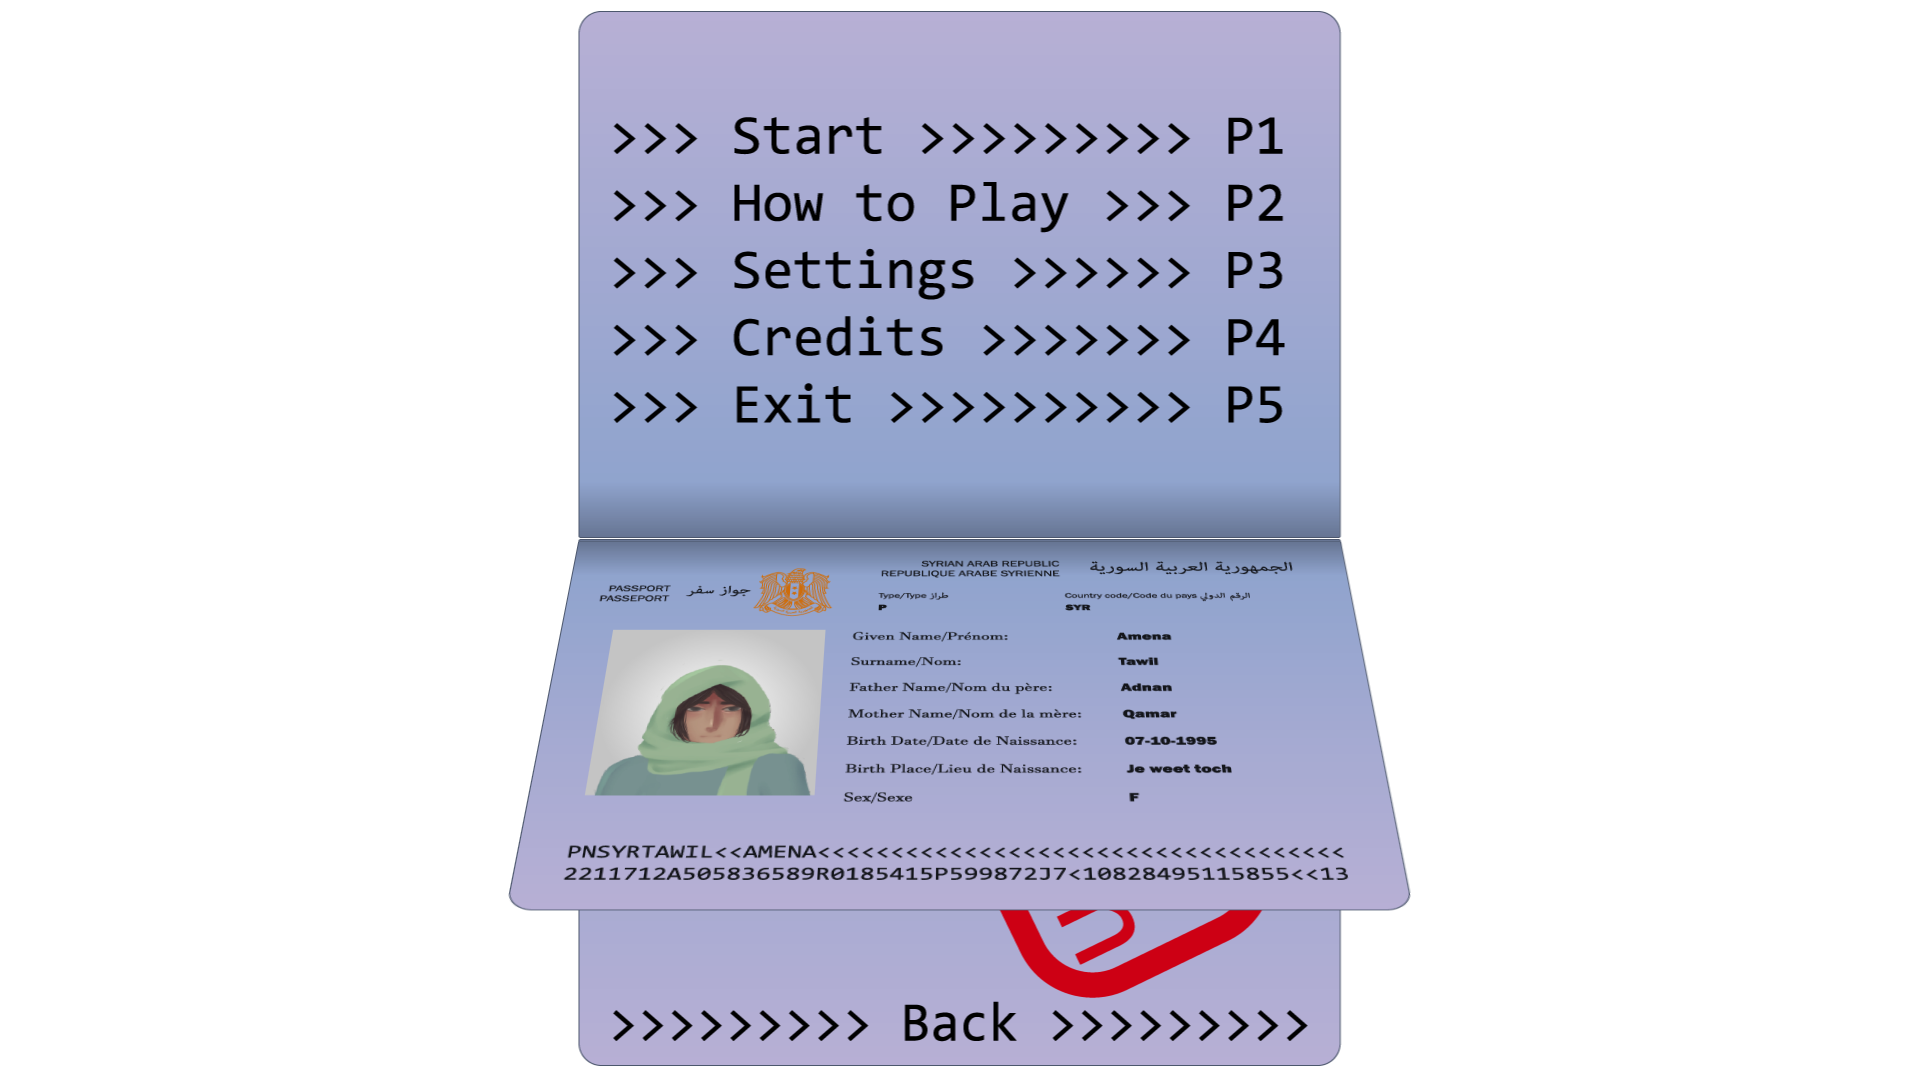 >>> Start >>>>>>>>> P1
>>> How to Play >>> P2
>>> Settings >>>>>> P3
>>> Credits >>>>>>> P4
>>> Exit >>>>>>>>>> P5
SYRIAN ARAB REPUBLIC
REPUBLIQUE ARABE SYRIENNE
الجمهورية العربية السورية
PASSPORT
PASSEPORT
جواز سفر
Type/Type طراز
P
Country code/Code du pays الرقم الدولي
SYR
Given Name/Prénom: Amena
Surname/Nom: Tawil
Father Name/Nom du père: Adnan
Mother Name/Nom de la mère: Qamar
Birth Date/Date de Naissance: 07-10-1995
Birth Place/Lieu de Naissance: Je weet toch
Sex/Sexe F
PNSYRTAWIL<<AMENA<<<<<<<<<<<<<<<<<<<<<<<<<<<<<<<<<<<<
2211712A505836589R0185415P599872J7<10828495115855<<13
>>>>>>>>> Back >>>>>>>>>